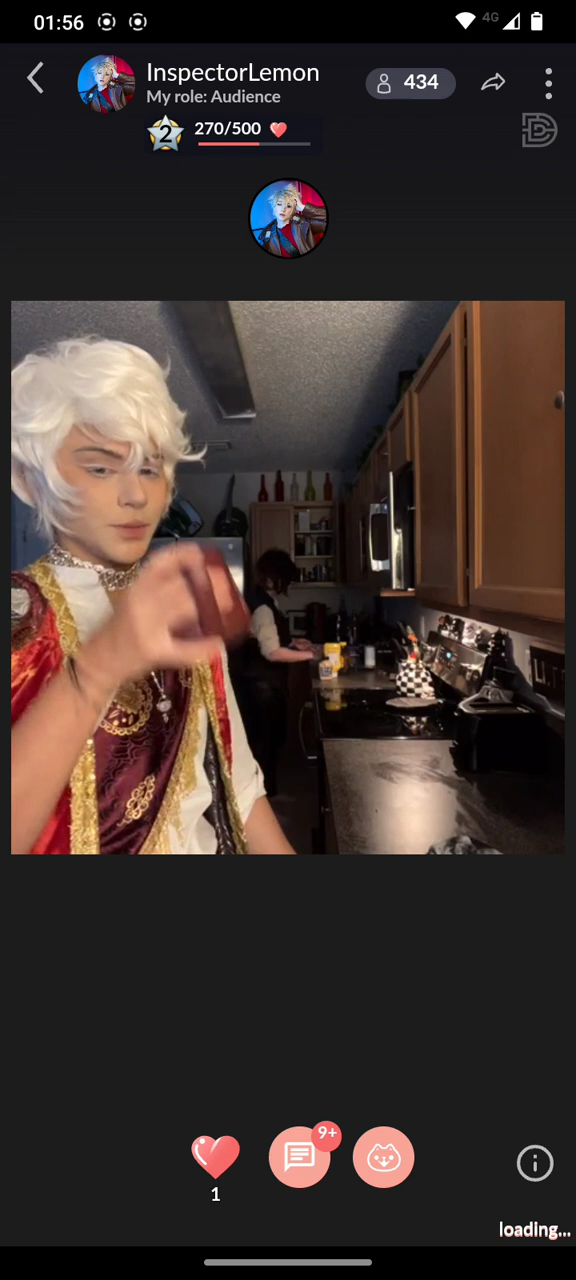 01:56
4G
InspectorLemon
434
My role: Audience
2
270/500
9+
1
loading...